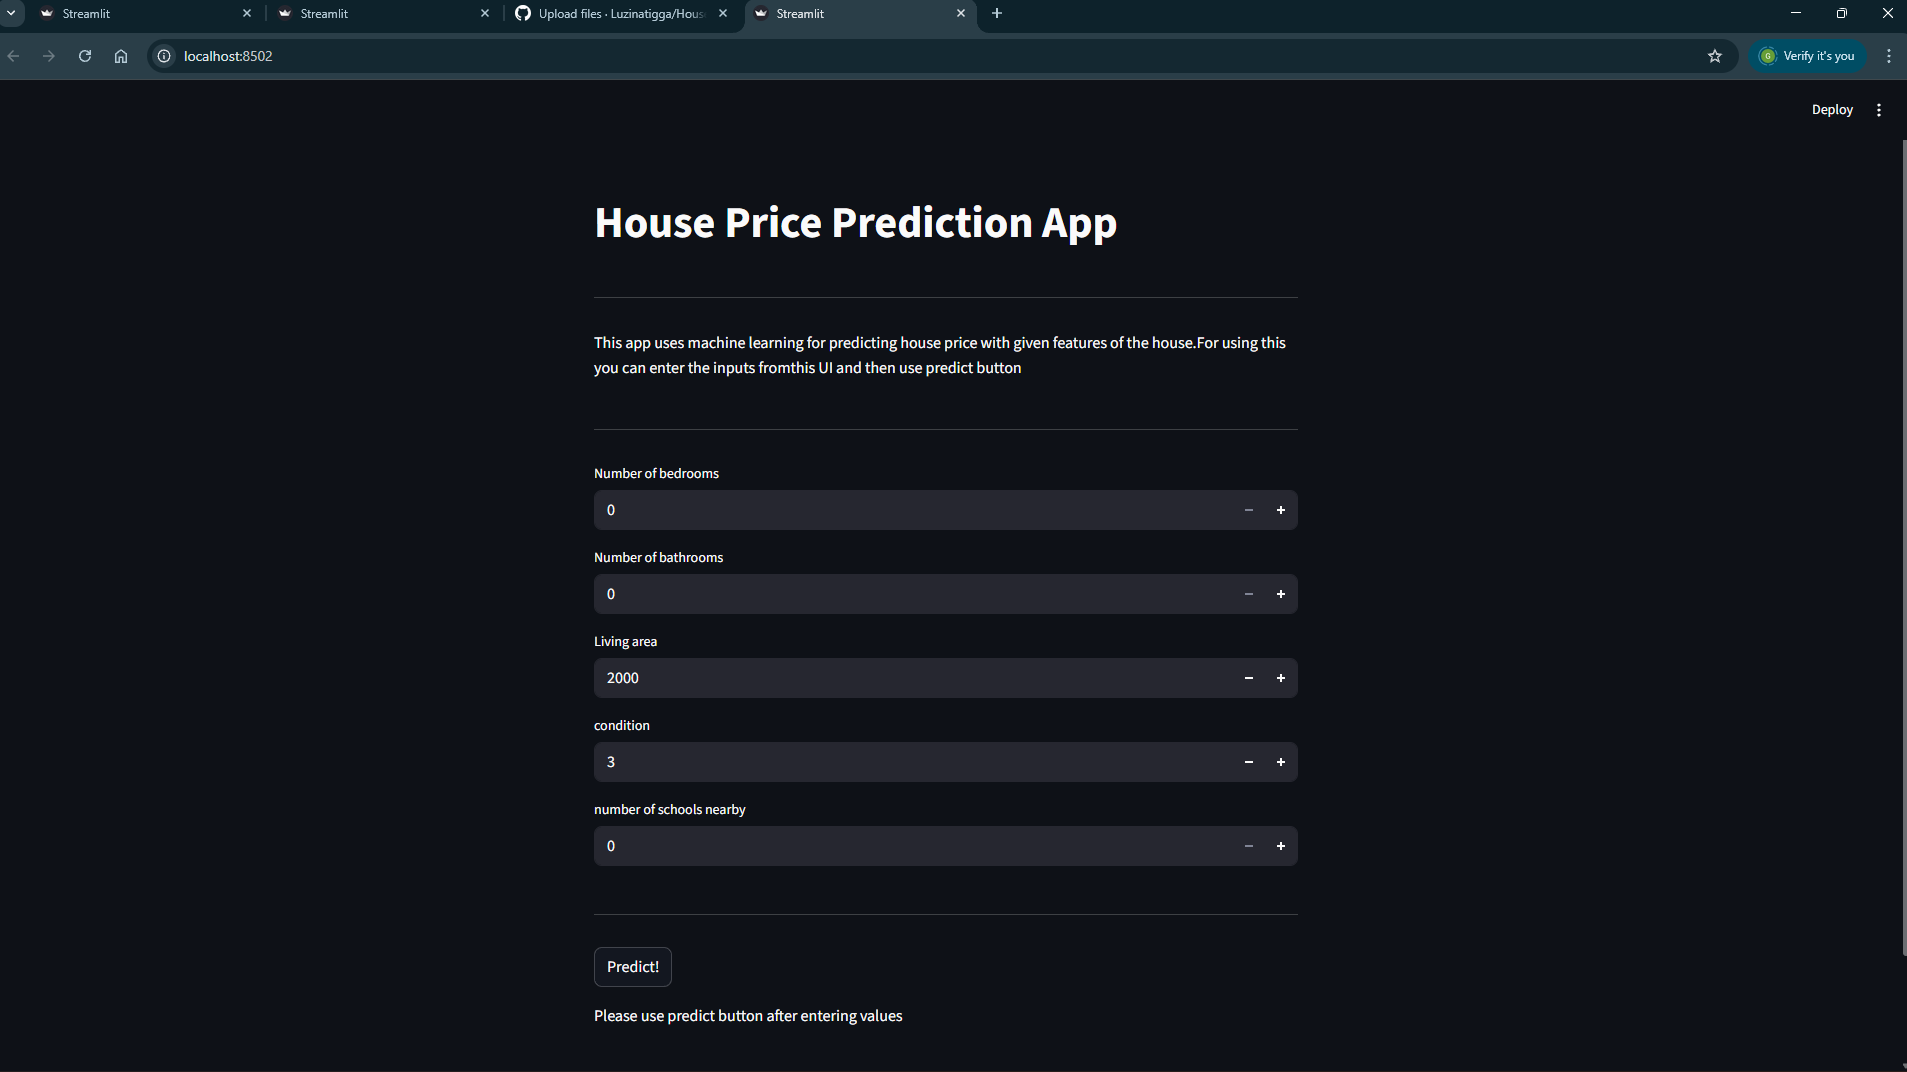 Streamlit
Streamlit
Upload files · Luzinatigga/Hous
Streamlit
localhost:8502
G
Verify it's you
Deploy
House Price Prediction App
This app uses machine learning for predicting house price with given features of the house.For using this
you can enter the inputs fromthis UI and then use predict button
Number of bedrooms
0
Number of bathrooms
0
Living area
2000
condition
3
number of schools nearby
0
Predict!
Please use predict button after entering values